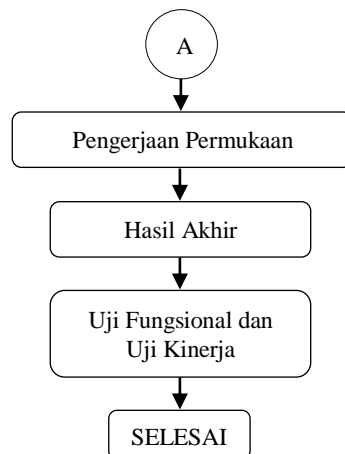 A
Pengerjaan Permukaan
Hasil Akhir
Uji Fungsional dan
Uji Kinerja
SELESAI